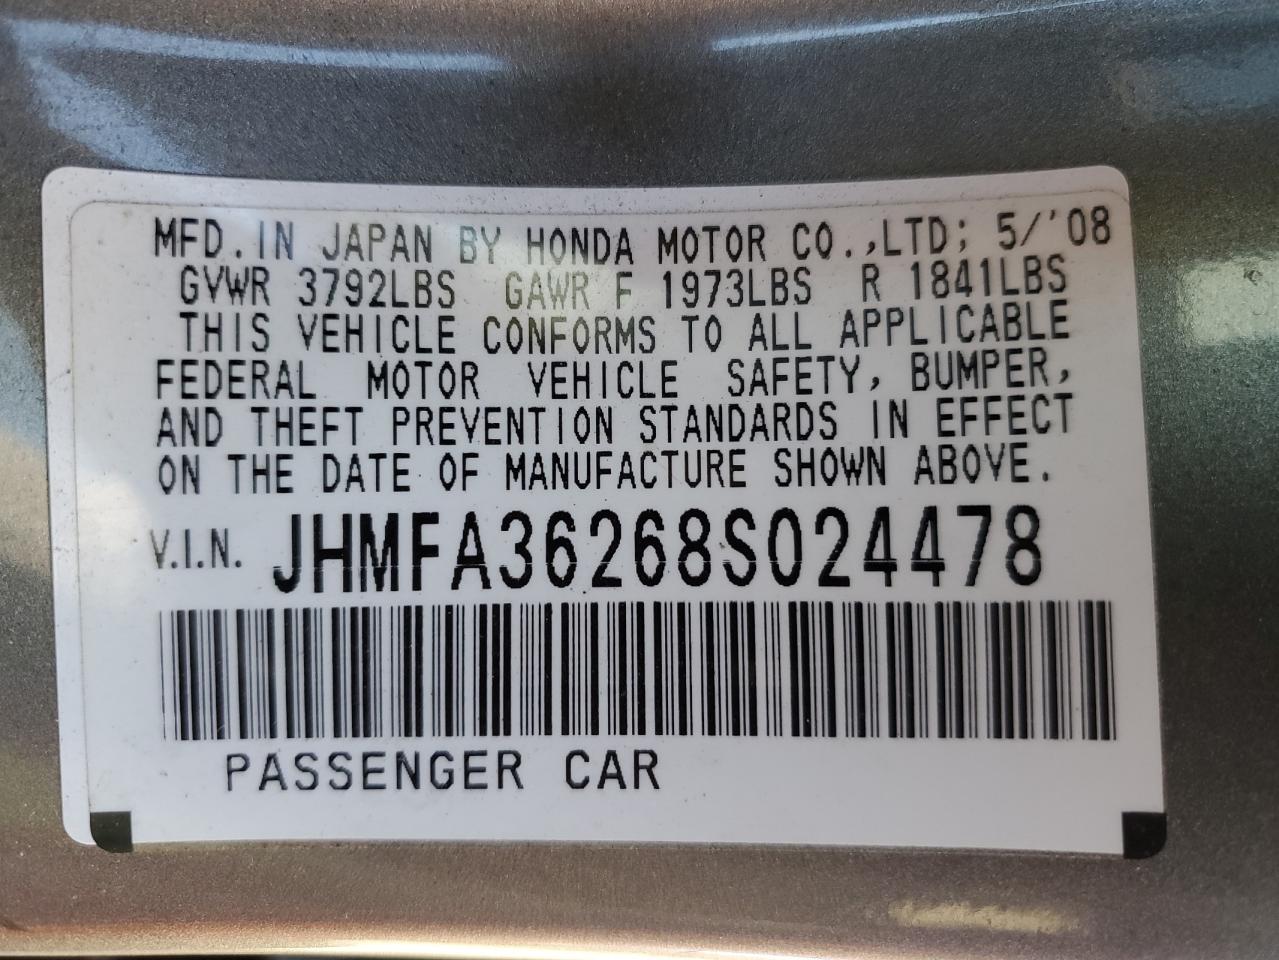 MFD.IN JAPAN BY HONDA MOTOR CO.,LTD; 5/'08
GVWR 3792LBS GAWR F 1973LBS R 1841LBS
THIS VEHICLE CONFORMS TO ALL APPLICABLE
FEDERAL MOTOR VEHICLE SAFETY, BUMPER,
AND THEFT PREVENTION STANDARDS IN EFFECT
ON THE DATE OF MANUFACTURE SHOWN ABOVE.
V.I.N. JHMFA36268S024478
PASSENGER CAR